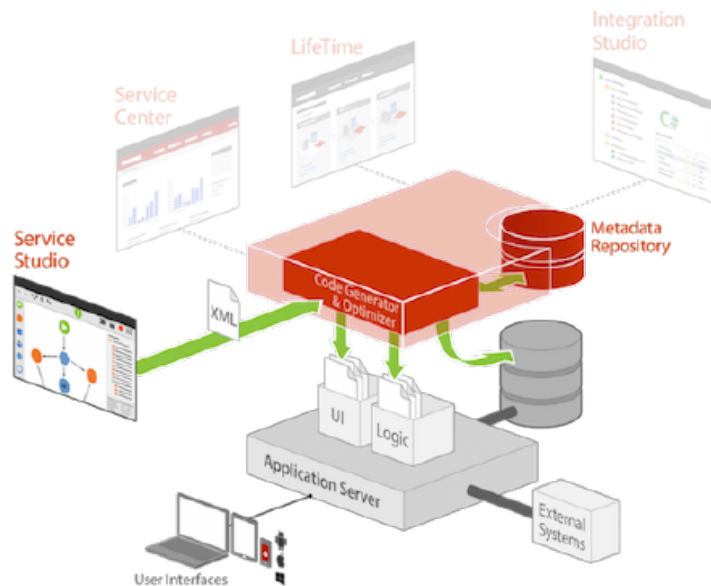 LifeTime
Integration
Studio
Service
Center
C#
Service
Studio
Metadata
Repository
Code Generator
& Optimizer
XML
UI
Logic
Application Server
External
Systems
User Interfaces